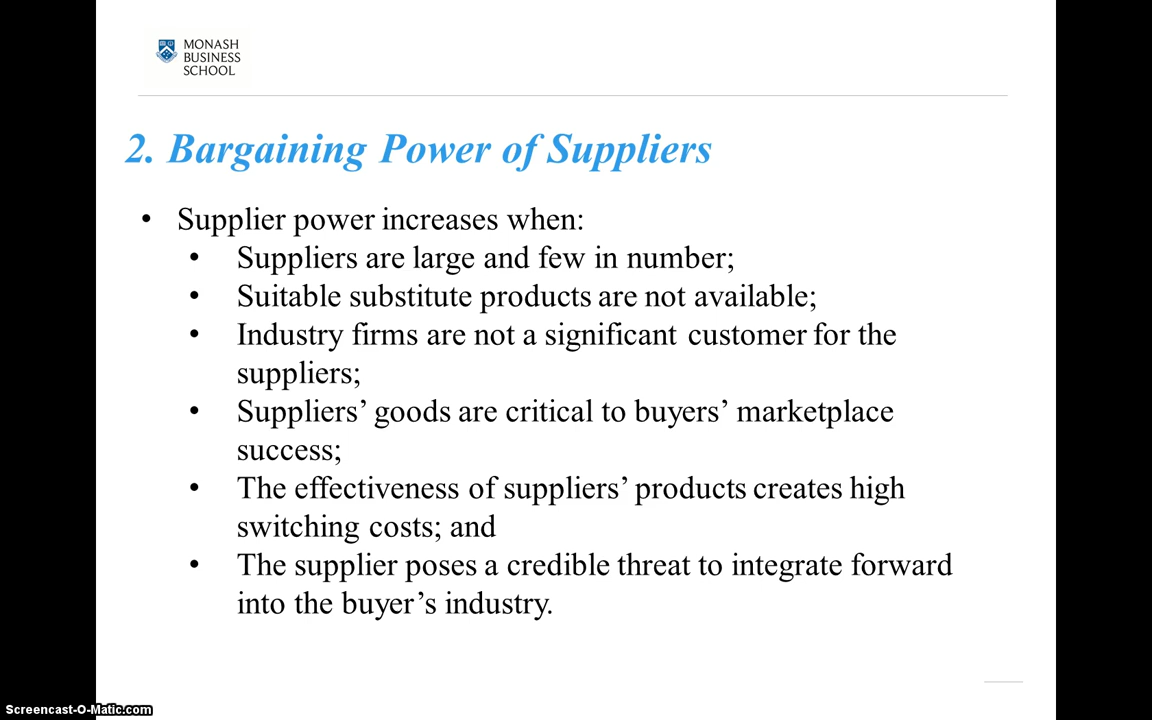 MONASH
BUSINESS
SCHOOL
2. Bargaining Power of Suppliers
• Supplier power increases when:
• Suppliers are large and few in number;
• Suitable substitute products are not available;
• Industry firms are not a significant customer for the
suppliers;
• Suppliers’ goods are critical to buyers’ marketplace
success;
• The effectiveness of suppliers’ products creates high
switching costs; and
• The supplier poses a credible threat to integrate forward
into the buyer’s industry.
Screencast-O-Matic.com